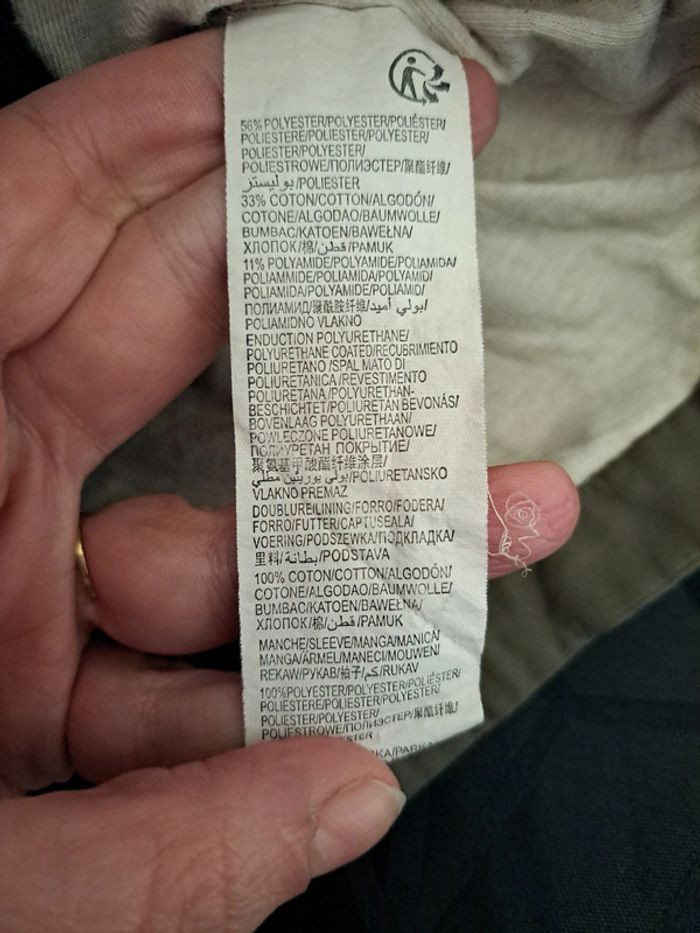 56% POLYESTER/POLYESTER/POLIÉSTER/
POLIESTERE/POLIESTER/POLYESTER/
POLIESTER/POLYESTER/
POLIESTROWE/ПОЛИЭСТЕР/聚酯纤维/
بوليستر/POLIESTER
33% COTON/COTTON/ALGODÓN/
COTONE/ALGODAO/BAUMWOLLE/
BUMBAC/KATOEN/BAWEŁNA/
ХЛОПОК/棉/قطن/PAMUK
11% POLYAMIDE/POLYAMIDE/POLIAMIDA/
POLIAMMIDE/POLIAMIDA/POLYAMID/
POLIAMIDA/POLYAMIDE/POLIAMID/
ПОЛИАМИД/聚酰胺纤维/بولي أميد/
POLIAMIDNO VLAKNO
ENDUCTION POLYURETHANE/
POLYURETHANE COATED/RECUBRIMIENTO
POLIURETANO /SPALMATO DI
POLIURETANICA /REVESTIMENTO
POLIURETANA /POLYURETHAN-
BESCHICHTET/POLIURETAN BEVONÁS/
BOVENLAAG POLYURETHAAN/
POWLECZONE POLIURETANOWE/
ПОЛИУРЕТАН ПОКРЫТИЕ/
聚氨基甲酸酯纤维涂层/
بولي يوريثين مطلي/POLIURETANSKO
VLAKNO PREMAZ
DOUBLURE/LINING/FORRO/FODERA/
FORRO/FUTTER/CAPTUSEALA/
VOERING/PODSZEWKA/ПОДКЛАДКА/
里料/بطانة/PODSTAVA
100% COTON/COTTON/ALGODÓN/
COTONE/ALGODAO/BAUMWOLLE/
BUMBAC/KATOEN/BAWEŁNA/
ХЛОПОК/棉/قطن/PAMUK
MANCHE/SLEEVE/MANGA/MANICA/
MANGA/ÄRMEL/MANECI/MOUWEN/
REKAW/РУКАВ/袖子/كم/RUKAV
100%POLYESTER/POLYESTER/POLIÉSTER/
POLIESTERE/POLIESTER/POLYESTER/
POLIESTER/POLYESTER/
POLIESTROWE/ПОЛИЭСТЕР/聚酯纤维/